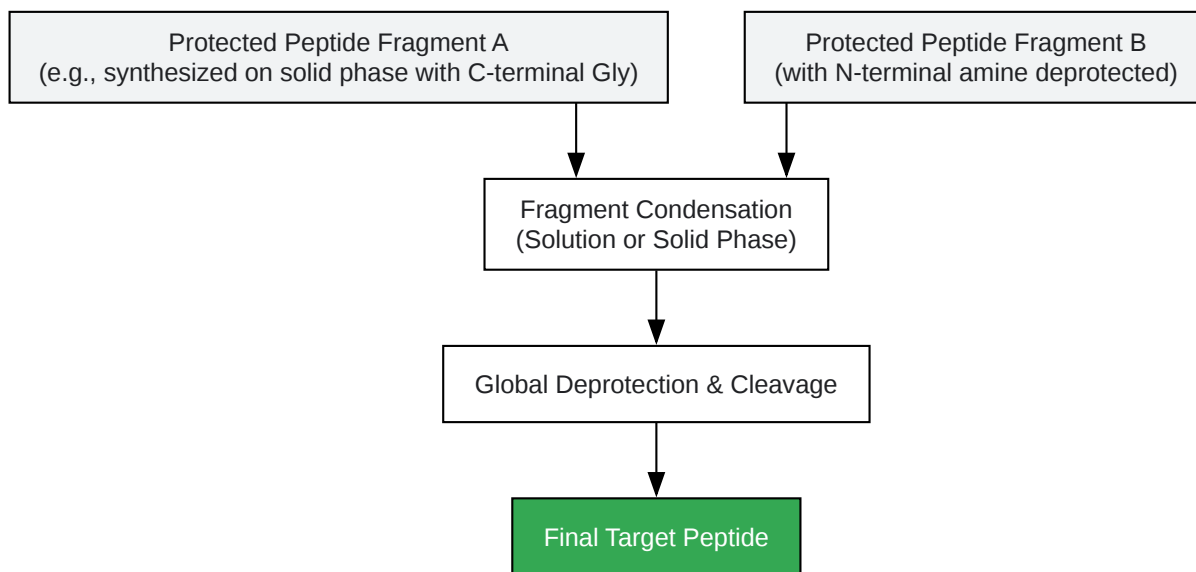 Protected Peptide Fragment A
(e.g., synthesized on solid phase with C-terminal Gly)
Protected Peptide Fragment B
(with N-terminal amine deprotected)
Fragment Condensation
(Solution or Solid Phase)
Global Deprotection & Cleavage
Final Target Peptide